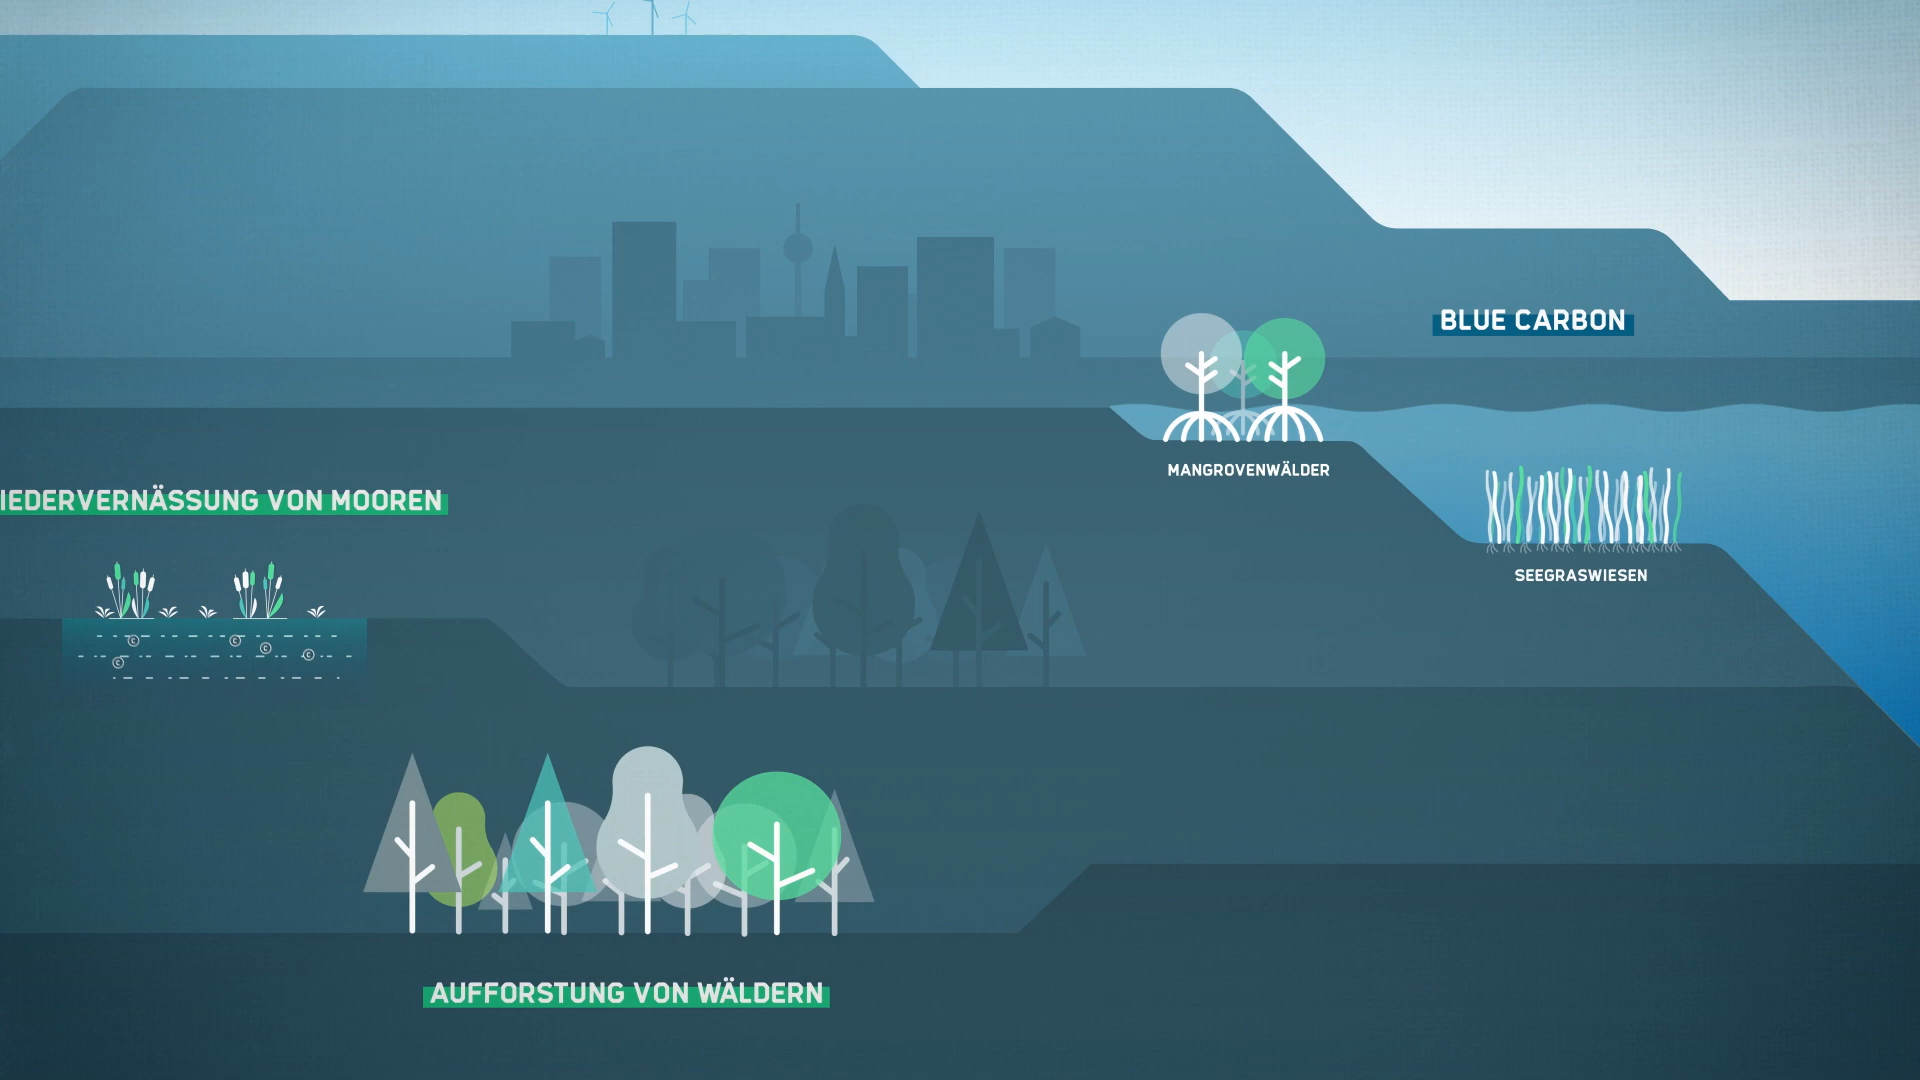 BLUE CARBON
MANGROVENWÄLDER
IEDERVERNÄSSUNG VON MOOREN
SEEGRASWIESEN
C
C
C
C
C
AUFFORSTUNG VON WÄLDERN